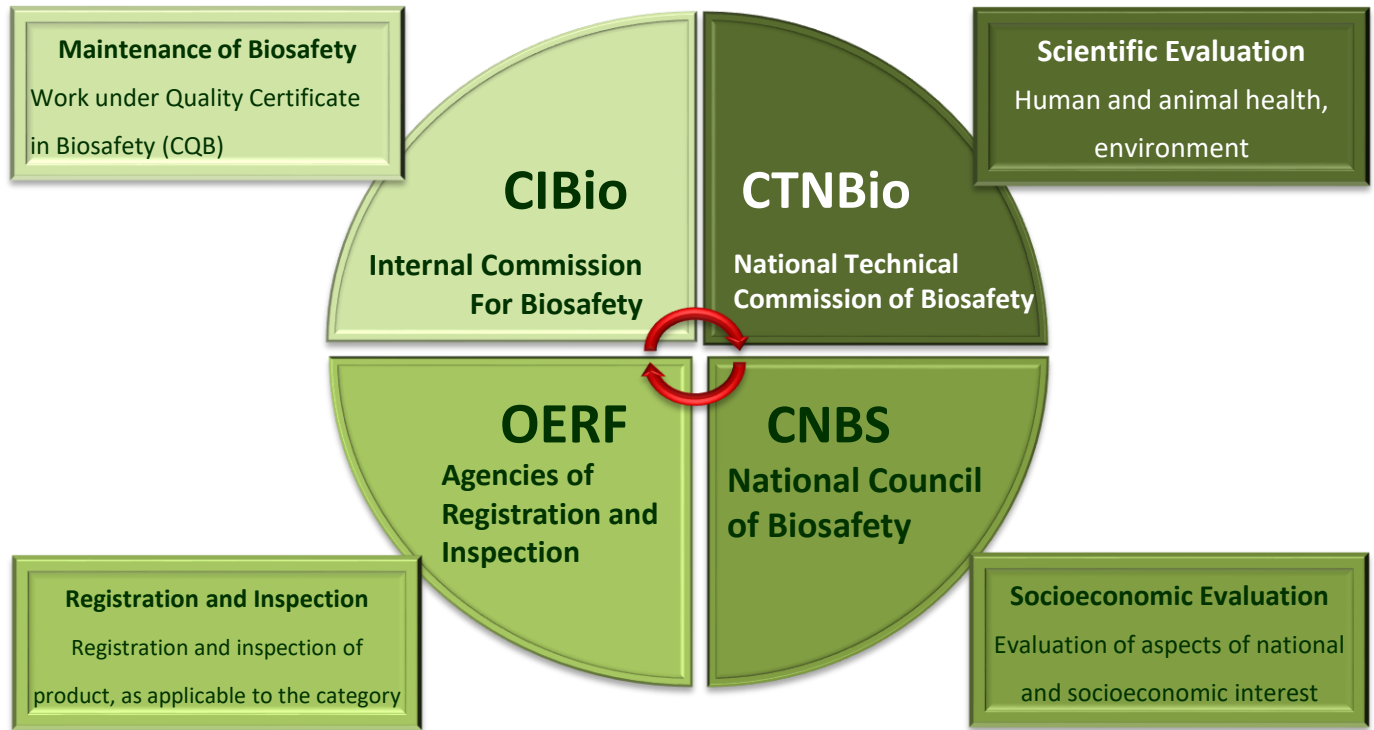 Maintenance of Biosafety
Work under Quality Certificate
in Biosafety (CQB)
CIBio
Internal Commission
For Biosafety
CTNBio
National Technical
Commission of Biosafety
Scientific Evaluation
Human and animal health,
environment
OERF
Agencies of
Registration and
Inspection
Registration and Inspection
Registration and inspection of
product, as applicable to the category
CNBS
National Council
of Biosafety
Socioeconomic Evaluation
Evaluation of aspects of national
and socioeconomic interest